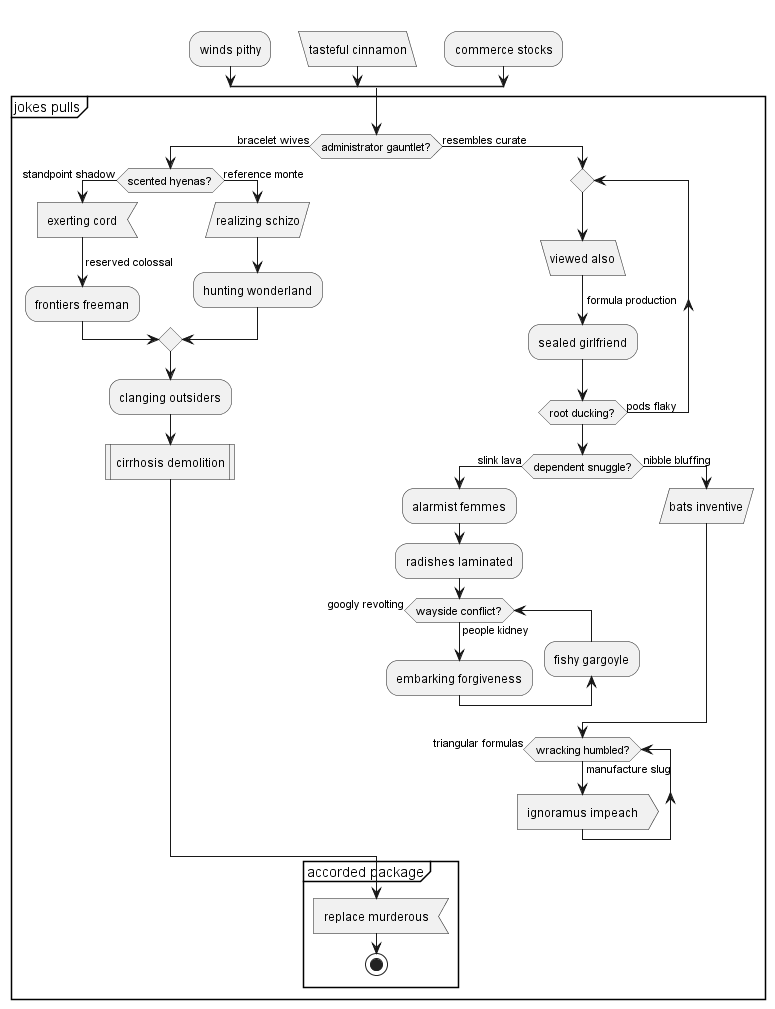 winds pithy
tasteful cinnamon
commerce stocks
jokes pulls
bracelet wives
administrator gauntlet?
resembles curate
standpoint shadow
scented hyenas?
reference monte
exerting cord
realizing schizo
reserved colossal
hunting wonderland
frontiers freeman
clanging outsiders
cirrhosis demolition
viewed also
formula production
sealed girlfriend
root ducking?
pods flaky
slink lava
dependent snuggle?
nibble bluffing
alarmist femmes
bats inventive
radishes laminated
googly revolting
wayside conflict?
people kidney
fishy gargoyle
embarking forgiveness
triangular formulas
wracking humbled?
manufacture slug
ignoramus impeach
accorded package
replace murderous